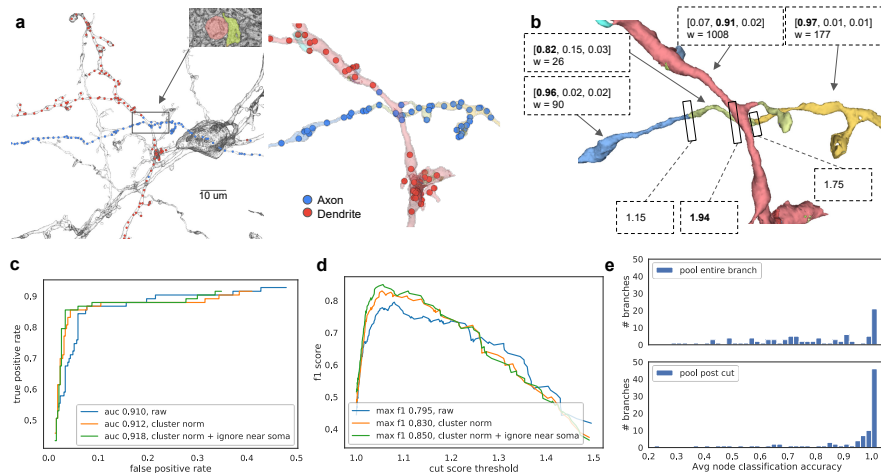 a
10 um
Axon
Dendrite
b
[0.82, 0.15, 0.03]
w = 26
[0.07, 0.91, 0.02]
w = 1008
[0.97, 0.01, 0.01]
w = 177
[0.96, 0.02, 0.02]
w = 90
1.15
1.94
1.75
c
true positive rate
0.9
0.8
0.7
0.6
0.5
auc 0,910, raw
auc 0,912, cluster norm
auc 0,918, cluster norm + ignore near soma
0.0 0.1 0.2 0.3 0.4 0.5
false positive rate
d
f1 score
0.8
0.7
0.6
0.5
0.4
max f1 0.795, raw
max f1 0,830, cluster norm
max f1 0.850, cluster norm + ignore near soma
1.0 1.1 1.2 1.3 1.4 1.5
cut score threshold
e
# branches
50
40
30
20
10
0
pool entire branch
# branches
50
40
30
20
10
0
pool post cut
0.2 0.3 0.4 0.5 0.6 0.7 0.8 0.9 1.0
Avg node classification accuracy